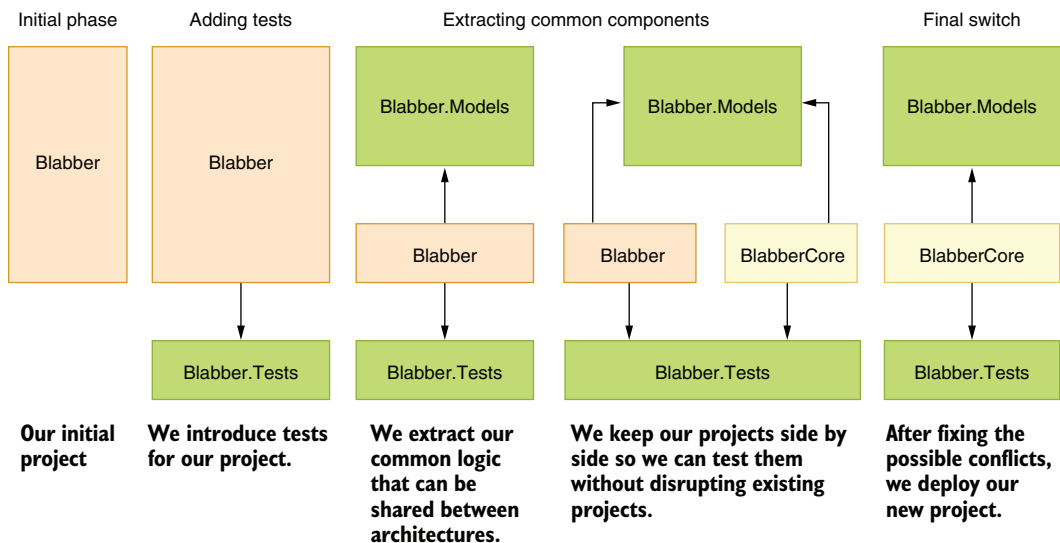 Initial phase
Adding tests
Extracting common components
Final switch
Blabber
Blabber
Blabber.Models
Blabber.Models
Blabber.Models
Blabber
Blabber
BlabberCore
BlabberCore
Blabber.Tests
Blabber.Tests
Blabber.Tests
Blabber.Tests
Our initial
project
We introduce tests
for our project.
We extract our
common logic
that can be
shared between
architectures.
We keep our projects side by
side so we can test them
without disrupting existing
projects.
After fixing the
possible conflicts,
we deploy our
new project.